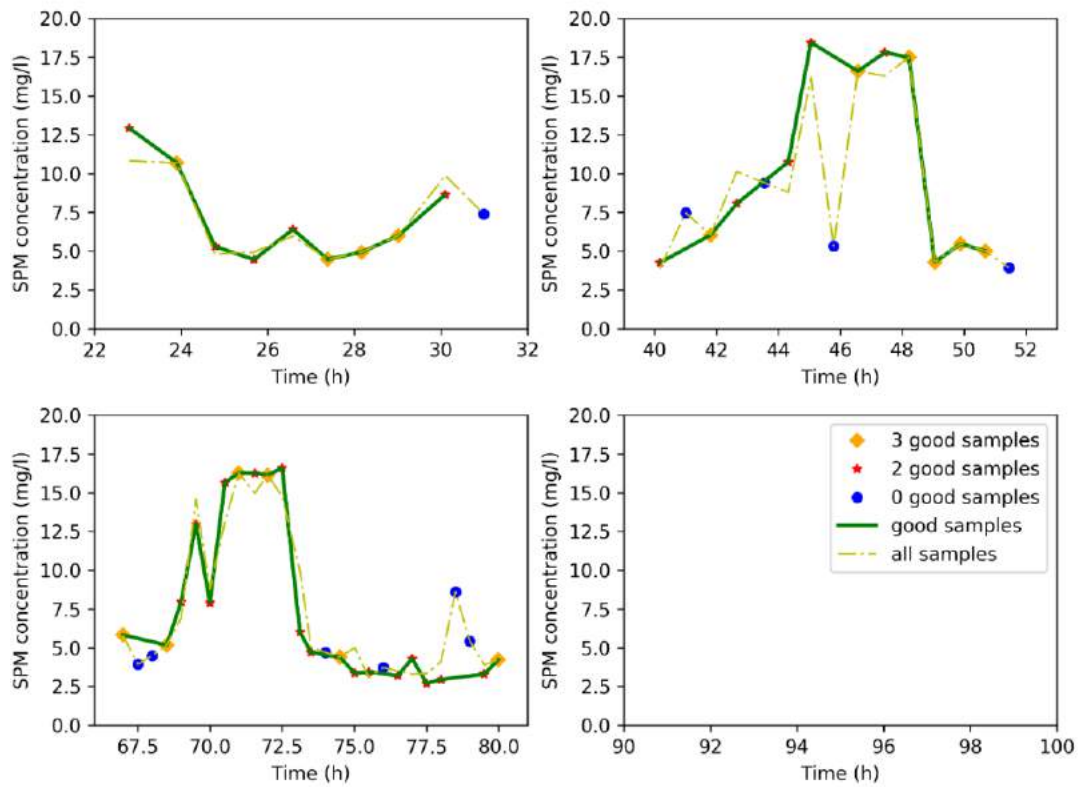 20.0
17.5
15.0
12.5
10.0
7.5
5.0
2.5
0.0
SPM concentration (mg/l)
22 24 26 28 30 32
Time (h)
20.0
17.5
15.0
12.5
10.0
7.5
5.0
2.5
0.0
SPM concentration (mg/l)
40 42 44 46 48 50 52
Time (h)
20.0
17.5
15.0
12.5
10.0
7.5
5.0
2.5
0.0
SPM concentration (mg/l)
67.5 70.0 72.5 75.0 77.5 80.0
Time (h)
20.0
17.5
15.0
12.5
10.0
7.5
5.0
2.5
0.0
SPM concentration (mg/l)
3 good samples
2 good samples
0 good samples
good samples
all samples
90 92 94 96 98 100
Time (h)